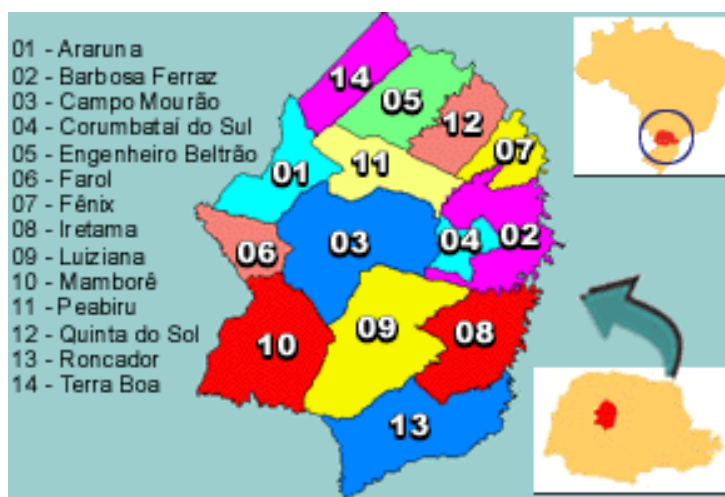 01 - Araruna
02 - Barbosa Ferraz
03 - Campo Mourão
04 - Corumbataí do Sul
05 - Engenheiro Beltrão
06 - Farol
07 - Fênix
08 - Iretama
09 - Luiziana
10 - Mamborê
11 - Peabiru
12 - Quinta do Sol
13 - Roncador
14 - Terra Boa
14
05
12
07
11
01
02
04
03
06
08
09
10
13